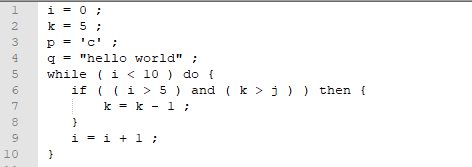 1 i = 0 ;
2 k = 5 ;
3 p = 'c' ;
4 q = "hello world" ;
5 while ( i < 10 ) do {
6 if ( ( i > 5 ) and ( k > j ) ) then {
7 k = k - 1 ;
8 }
9 i = i + 1 ;
10 }